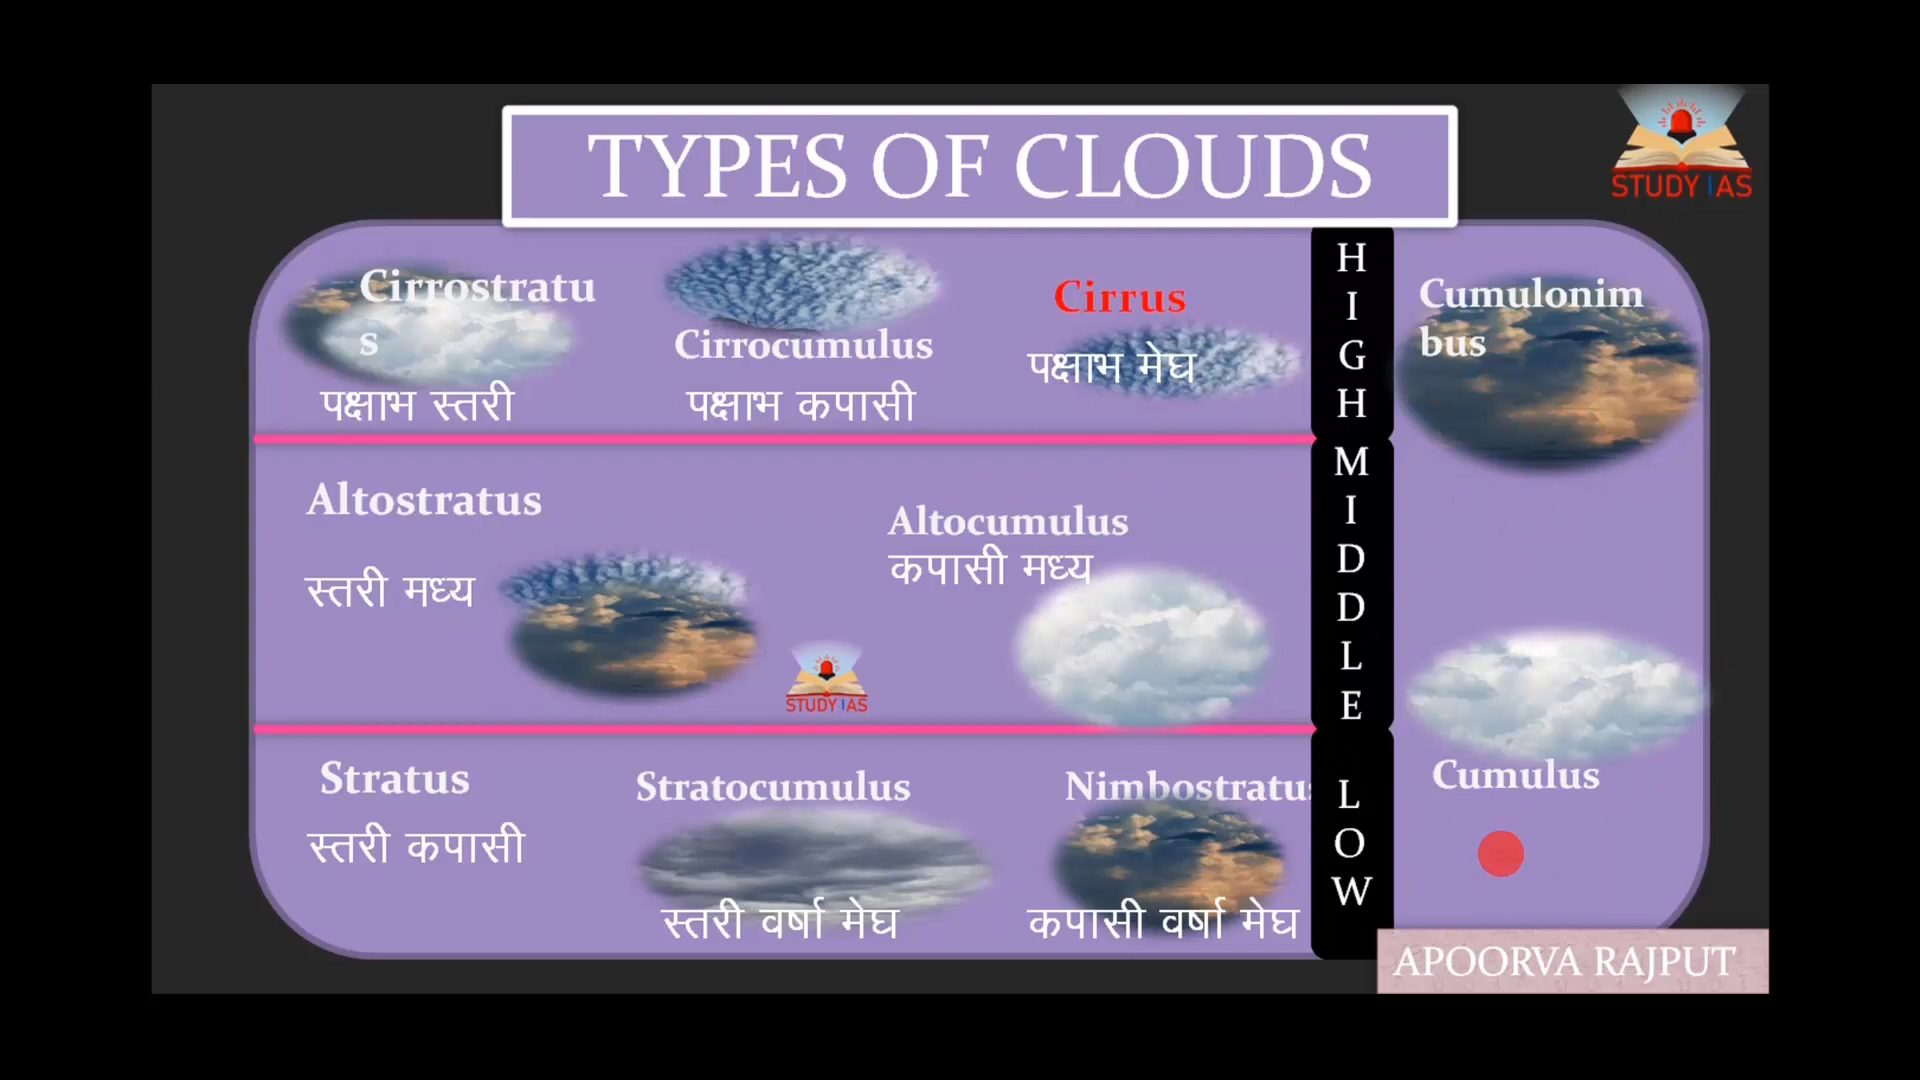 TYPES OF CLOUDS
STUDY IAS
Cirrostratu
s
पक्षाभ स्तरी
Cirrocumulus
पक्षाभ कपासी
Cirrus
पक्षाभ मेघ
H
I
G
H
Cumulonim
bus
Altostratus
स्तरी मध्य
Altocumulus
कपासी मध्य
STUDY IAS
M
I
D
D
L
E
Stratus
स्तरी कपासी
Stratocumulus
स्तरी वर्षा मेघ
Nimbostratus
कपासी वर्षा मेघ
L
O
W
Cumulus
APOORVA RAJPUT